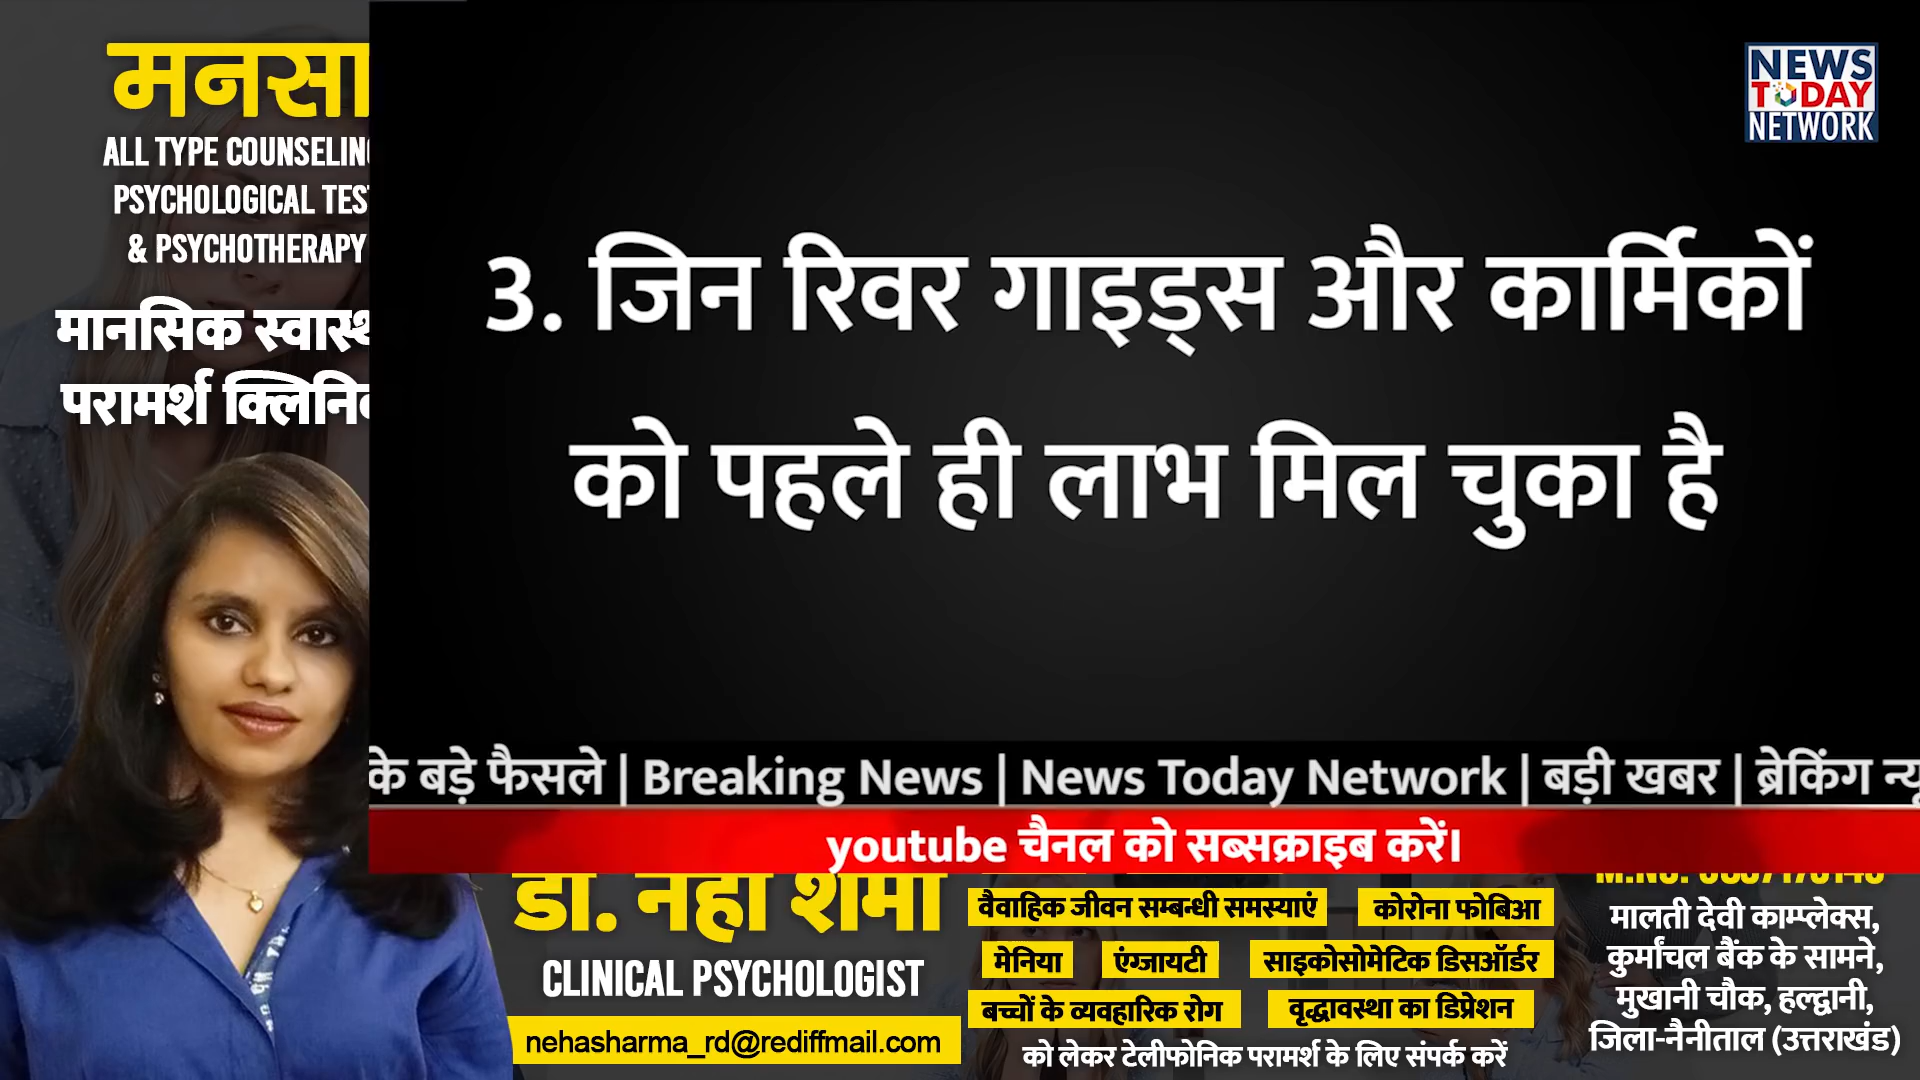 मनसा
ALL TYPE COUNSELING
PSYCHOLOGICAL TEST
& PSYCHOTHERAPY
मानसिक
परामर्श
NEWS
TODAY
NETWORK
3. जिन रिवर गाइड्स और कार्मिकों
को पहले ही लाभ मिल चुका है
के बड़े फैसले | Breaking News | News Today Network | बड़ी खबर | ब्रेकिंग
youtube चैनल को सब्सक्राइब करें।
डॉ. नेहा शर्मा
CLINICAL PSYCHOLOGIST
nehasharma_rd@rediffmail.com
वैवाहिक जीवन सम्बन्धी समस्याएं
कोरोना फोबिआ
मेनिया
एंग्जायटी
साइकोसोमेटिक डिसऑर्डर
बच्चों के व्यवहारिक रोग
वृद्धावस्था का डिप्रेशन
को लेकर टेलीफोनिक परामर्श के लिए संपर्क करें
मालती देवी काम्प्लेक्स,
कुर्मांचल बैंक के सामने,
मुखानी चौक, हल्द्वानी,
जिला-नैनीताल (उत्तराखंड)